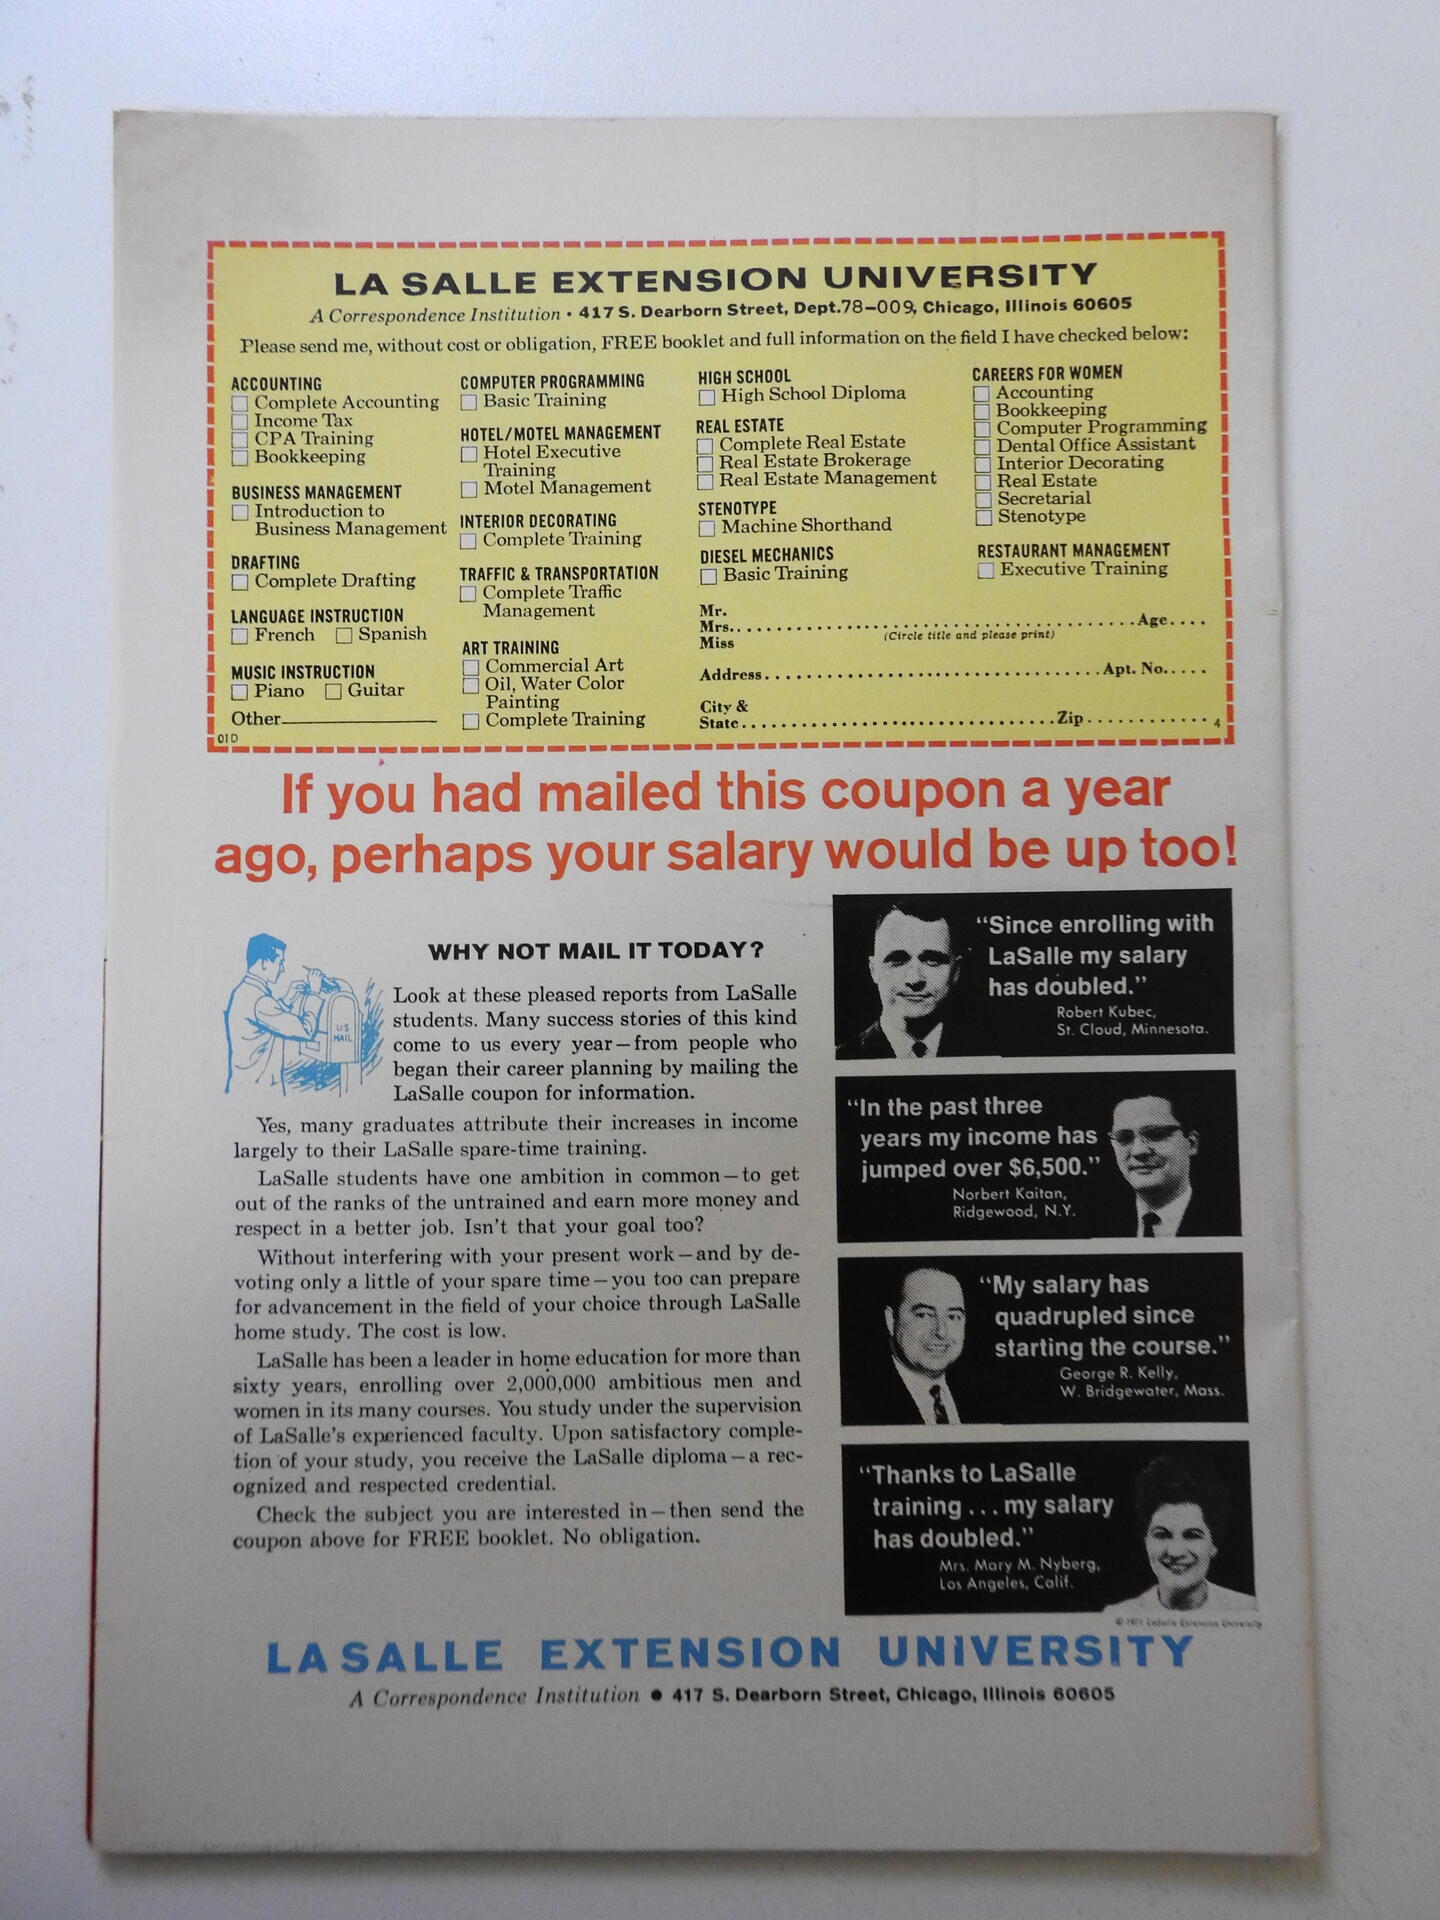 LA SALLE EXTENSION UNIVERSITY
A Correspondence Institution • 417 S. Dearborn Street, Dept.78-009, Chicago, Illinois 60605
Please send me, without cost or obligation, FREE booklet and full information on the field I have checked below:
ACCOUNTING
Complete Accounting
Income Tax
CPA Training
Bookkeeping
BUSINESS MANAGEMENT
Introduction to
Business Management
DRAFTING
Complete Drafting
LANGUAGE INSTRUCTION
French Spanish
MUSIC INSTRUCTION
Piano Guitar
Other
01D
COMPUTER PROGRAMMING
Basic Training
HOTEL/MOTEL MANAGEMENT
Hotel Executive
Training
Motel Management
INTERIOR DECORATING
Complete Training
TRAFFIC & TRANSPORTATION
Complete Traffic
Management
ART TRAINING
Commercial Art
Oil, Water Color
Painting
Complete Training
HIGH SCHOOL
High School Diploma
REAL ESTATE
Complete Real Estate
Real Estate Brokerage
Real Estate Management
STENOTYPE
Machine Shorthand
DIESEL MECHANICS
Basic Training
CAREERS FOR WOMEN
Accounting
Bookkeeping
Computer Programming
Dental Office Assistant
Interior Decorating
Real Estate
Secretarial
Stenotype
RESTAURANT MANAGEMENT
Executive Training
Mr.
Mrs. Age
(Circle title and please print)
Miss
Address Apt. No.
City &
State Zip 4
If you had mailed this coupon a year
ago, perhaps your salary would be up too!
WHY NOT MAIL IT TODAY?
U.S.
MAIL
Look at these pleased reports from LaSalle
students. Many success stories of this kind
come to us every year—from people who
began their career planning by mailing the
LaSalle coupon for information.
Yes, many graduates attribute their increases in income
largely to their LaSalle spare-time training.
LaSalle students have one ambition in common—to get
out of the ranks of the untrained and earn more money and
respect in a better job. Isn't that your goal too?
Without interfering with your present work—and by de-
voting only a little of your spare time—you too can prepare
for advancement in the field of your choice through LaSalle
home study. The cost is low.
LaSalle has been a leader in home education for more than
sixty years, enrolling over 2,000,000 ambitious men and
women in its many courses. You study under the supervision
of LaSalle's experienced faculty. Upon satisfactory comple-
tion of your study, you receive the LaSalle diploma—a rec-
ognized and respected credential.
Check the subject you are interested in—then send the
coupon above for FREE booklet. No obligation.
"Since enrolling with
LaSalle my salary
has doubled."
Robert Kubec,
St. Cloud, Minnesota.
"In the past three
years my income has
jumped over $6,500."
Norbert Kaitan,
Ridgewood, N.Y.
"My salary has
quadrupled since
starting the course."
George R. Kelly,
W. Bridgewater, Mass.
"Thanks to LaSalle
training . . . my salary
has doubled."
Mrs. Mary M. Nyberg,
Los Angeles, Calif.
© 1971 LaSalle Extension University
LA SALLE EXTENSION UNIVERSITY
A Correspondence Institution • 417 S. Dearborn Street, Chicago, Illinois 60605